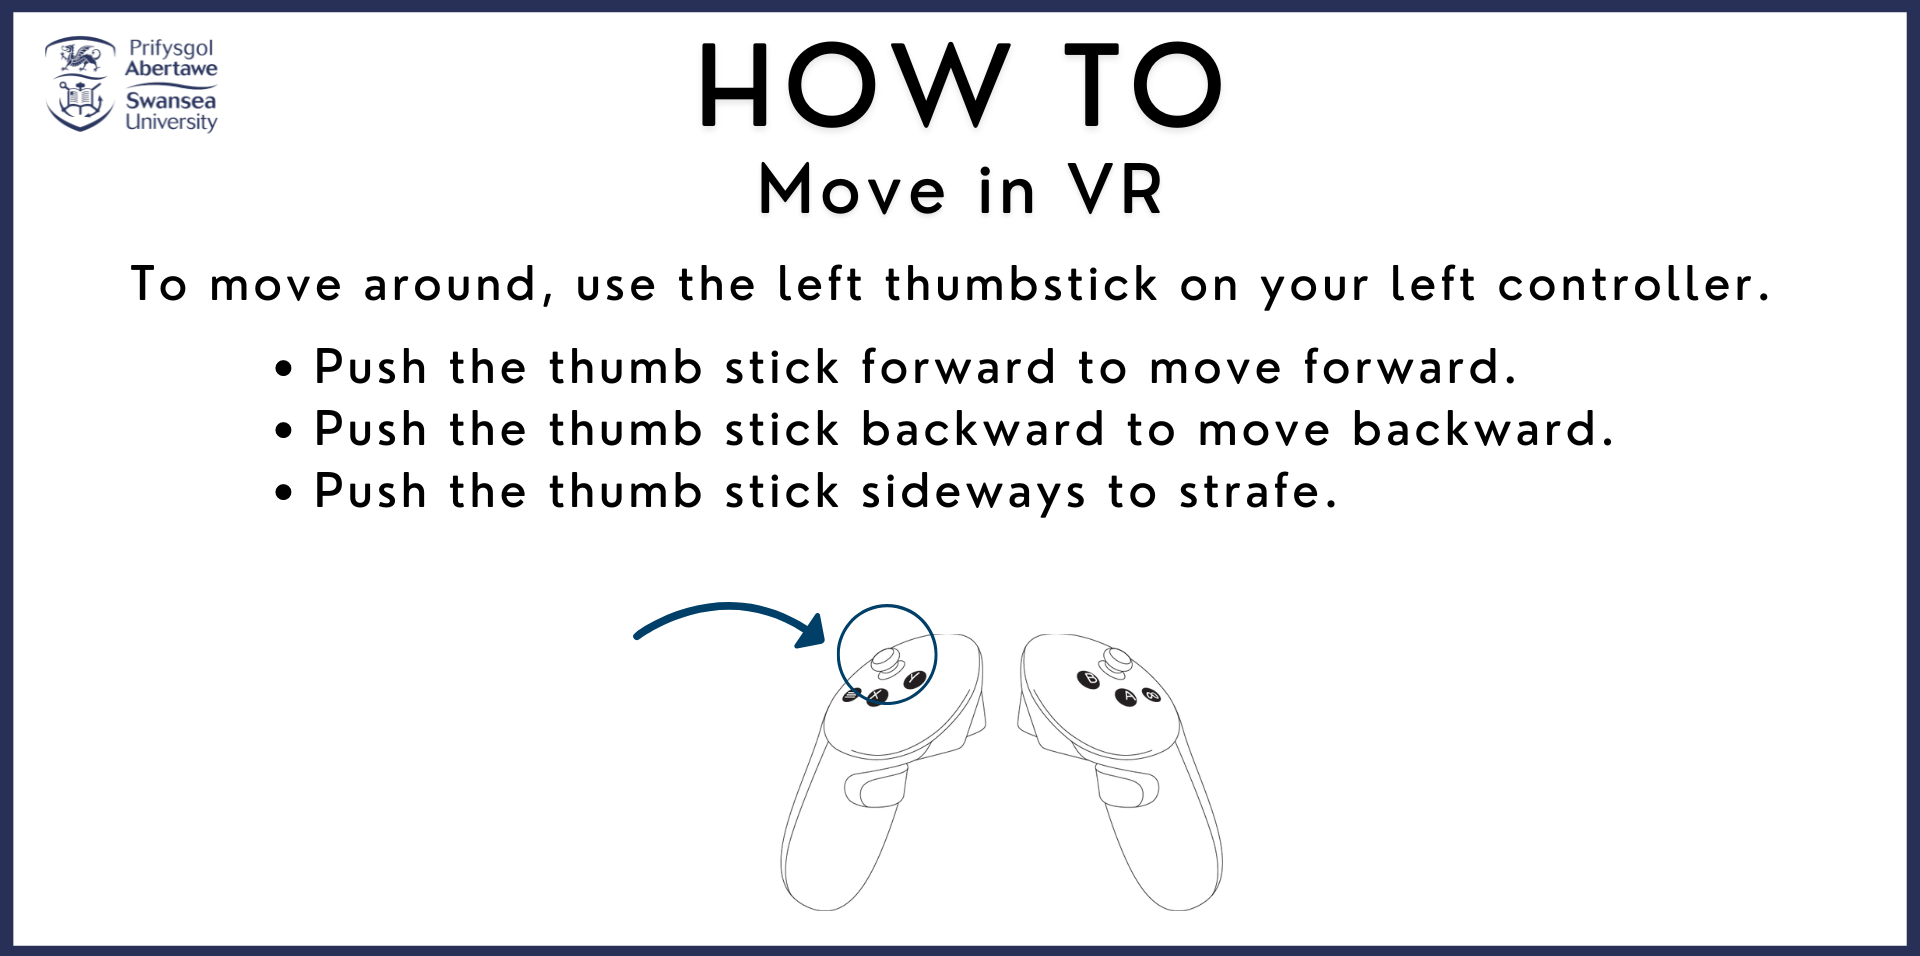 Prifysgol
Abertawe
Swansea
University
HOW TO
Move in VR
To move around, use the left thumbstick on your left controller.
• Push the thumb stick forward to move forward.
• Push the thumb stick backward to move backward.
• Push the thumb stick sideways to strafe.
Y
X
B
A